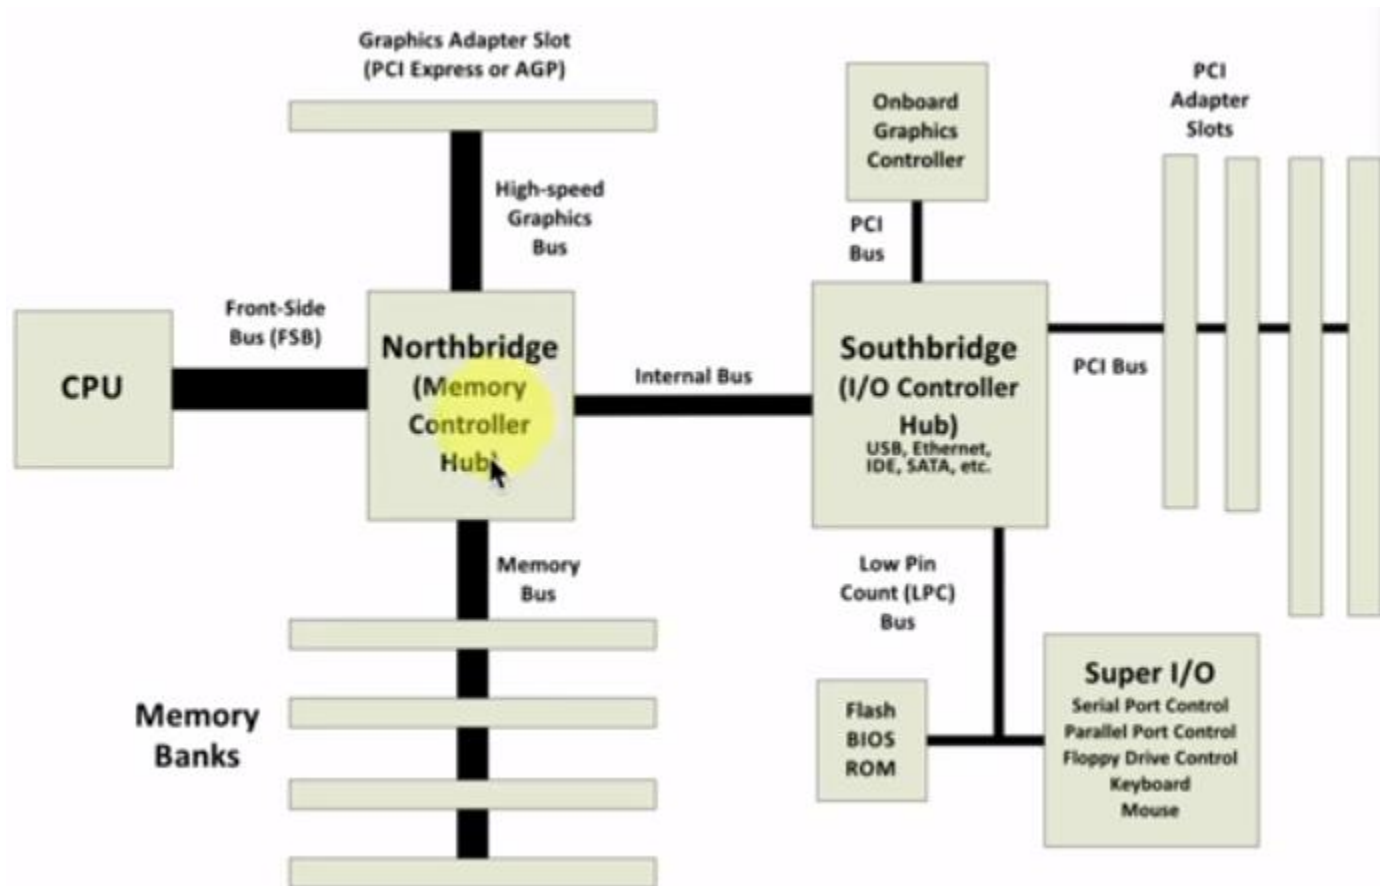 Graphics Adapter Slot
(PCI Express or AGP)
High-speed
Graphics
Bus
Front-Side
Bus (FSB)
CPU
Northbridge
(Memory
Controller
Hub)
Internal Bus
Memory
Bus
Memory
Banks
Onboard
Graphics
Controller
PCI
Bus
PCI
Adapter
Slots
Southbridge
(I/O Controller
Hub)
USB, Ethernet,
IDE, SATA, etc.
PCI Bus
Low Pin
Count (LPC)
Bus
Flash
BIOS
ROM
Super I/O
Serial Port Control
Parallel Port Control
Floppy Drive Control
Keyboard
Mouse